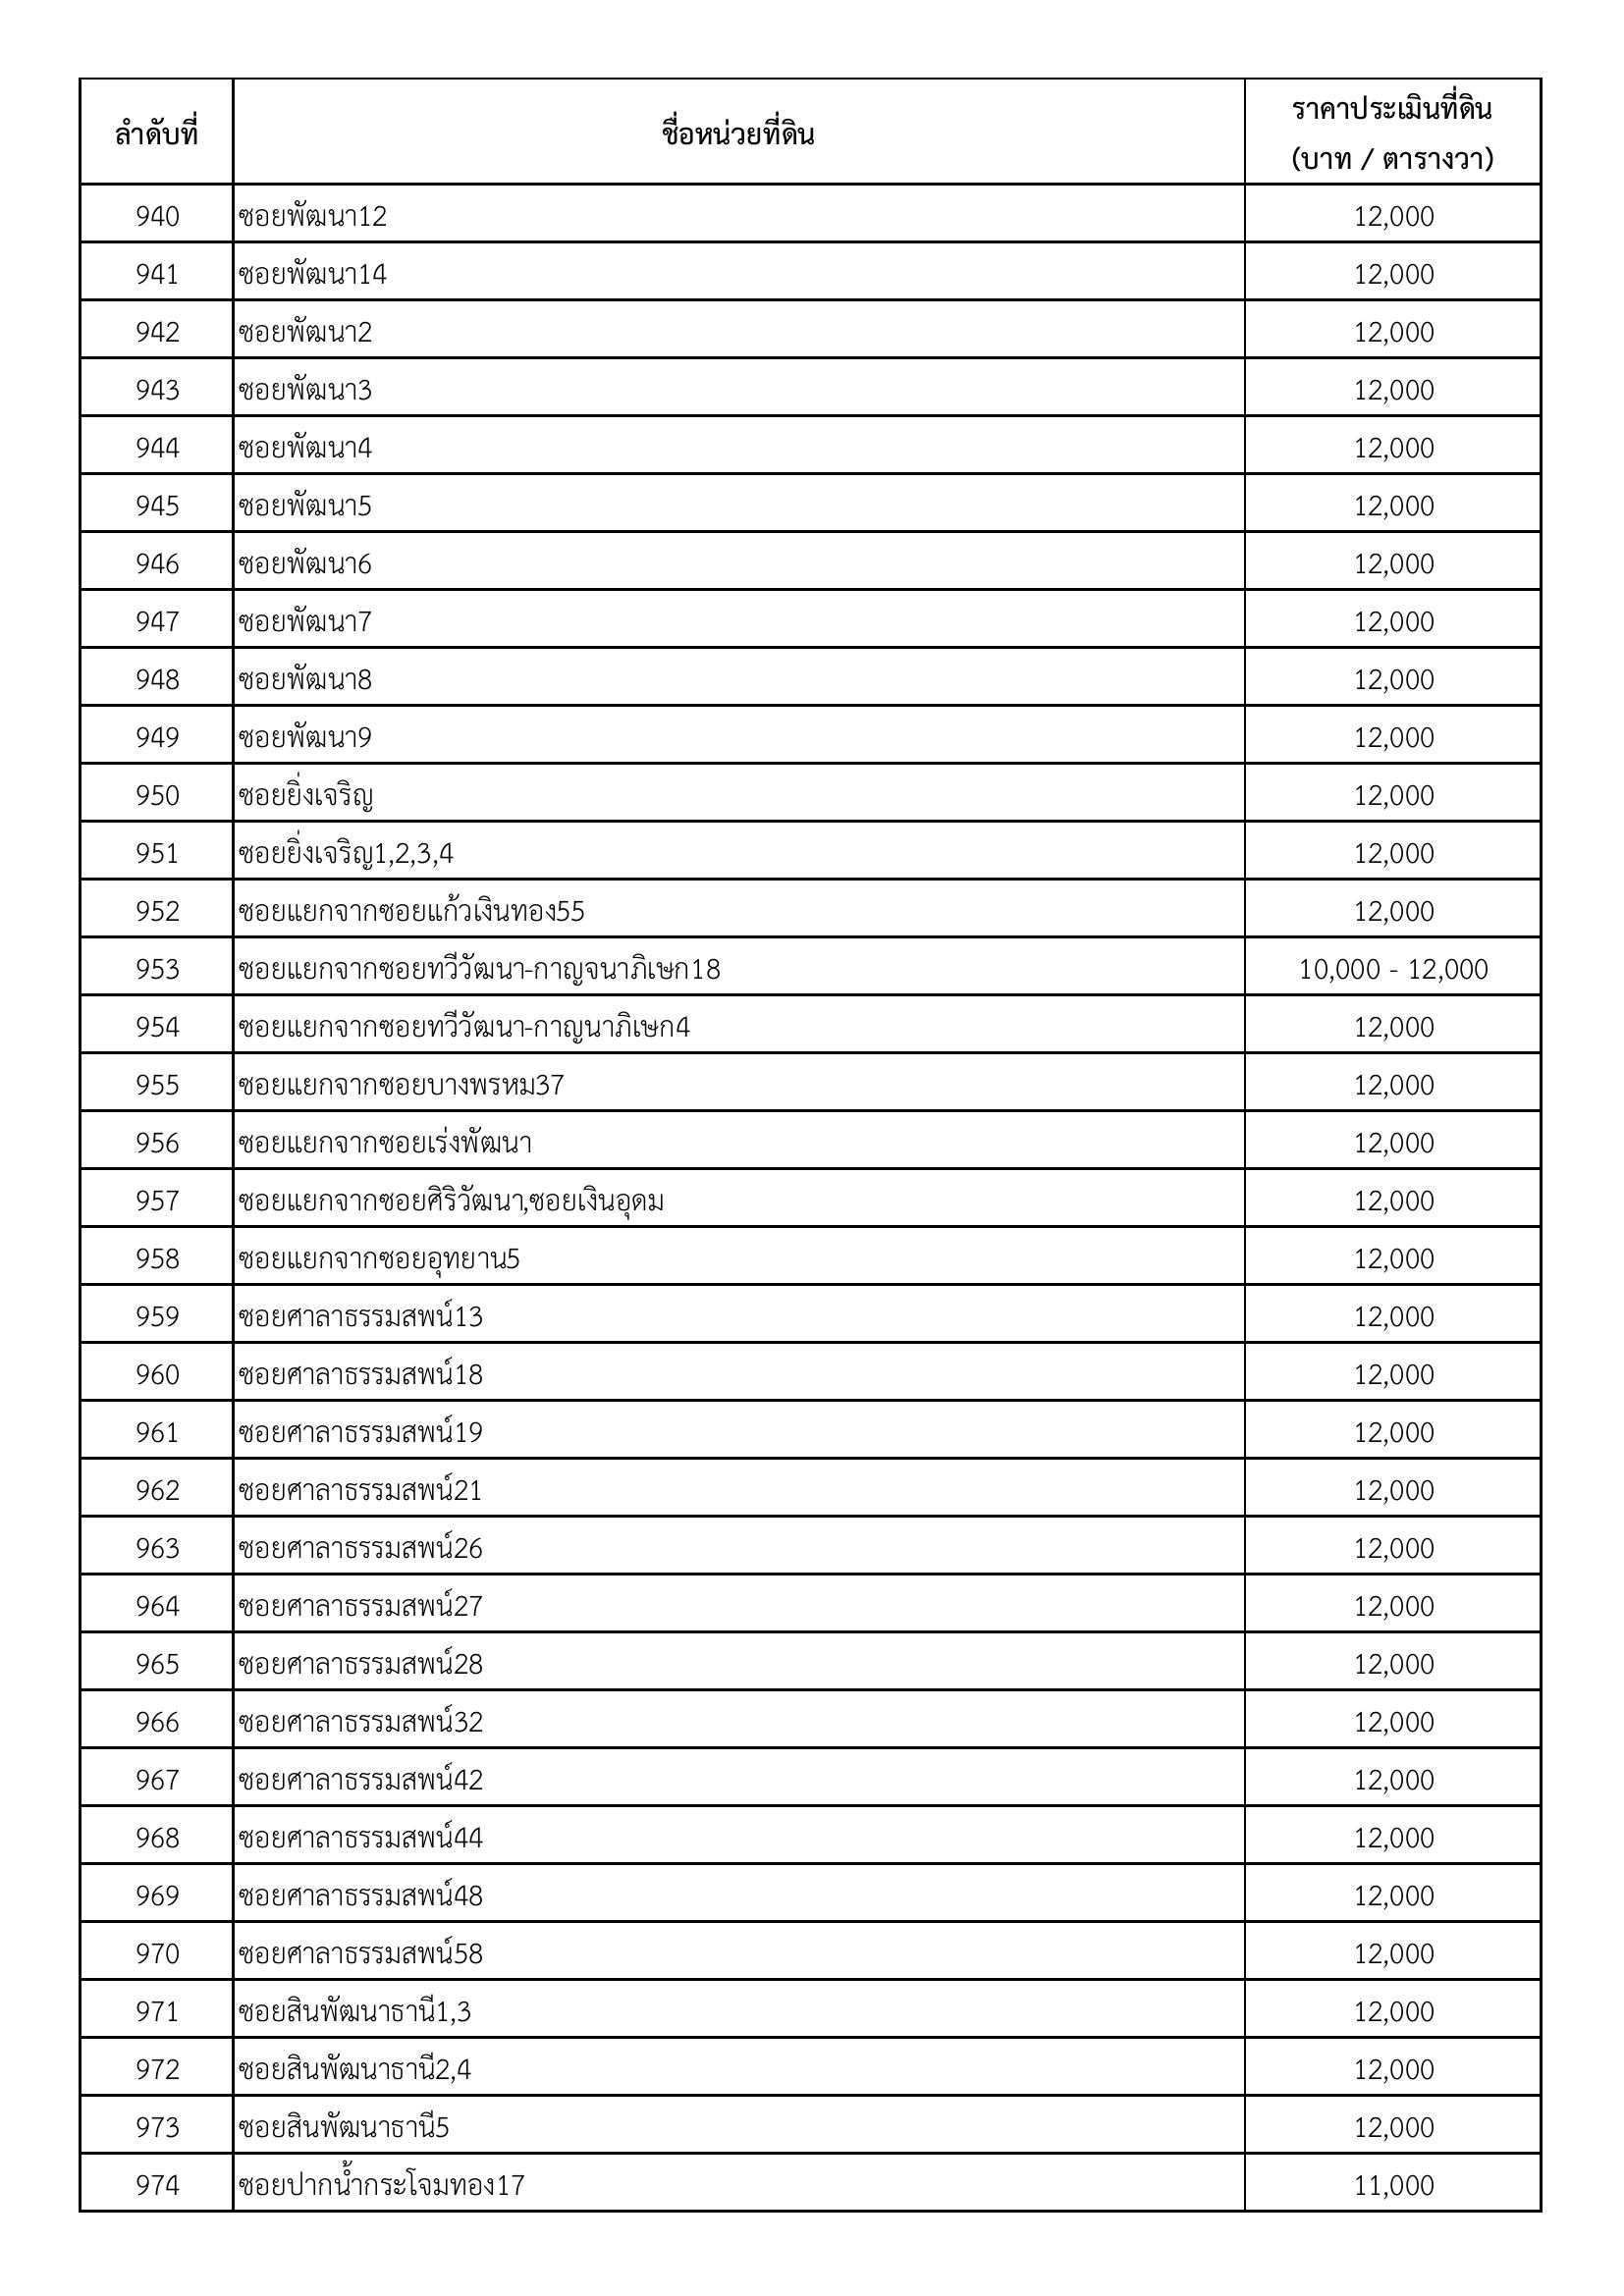 ลำดับที่ ชื่อหน่วยที่ดิน ราคาประเมินที่ดิน
(บาท / ตารางวา)
940 ซอยพัฒนา12 12,000
941 ซอยพัฒนา14 12,000
942 ซอยพัฒนา2 12,000
943 ซอยพัฒนา3 12,000
944 ซอยพัฒนา4 12,000
945 ซอยพัฒนา5 12,000
946 ซอยพัฒนา6 12,000
947 ซอยพัฒนา7 12,000
948 ซอยพัฒนา8 12,000
949 ซอยพัฒนา9 12,000
950 ซอยยิ่งเจริญ 12,000
951 ซอยยิ่งเจริญ1,2,3,4 12,000
952 ซอยแยกจากซอยแก้วเงินทอง55 12,000
953 ซอยแยกจากซอยทวีวัฒนา-กาญจนาภิเษก18 10,000 - 12,000
954 ซอยแยกจากซอยทวีวัฒนา-กาญนาภิเษก4 12,000
955 ซอยแยกจากซอยบางพรหม37 12,000
956 ซอยแยกจากซอยเร่งพัฒนา 12,000
957 ซอยแยกจากซอยศิริวัฒนา,ซอยเงินอุดม 12,000
958 ซอยแยกจากซอยอุทยาน5 12,000
959 ซอยศาลาธรรมสพน์13 12,000
960 ซอยศาลาธรรมสพน์18 12,000
961 ซอยศาลาธรรมสพน์19 12,000
962 ซอยศาลาธรรมสพน์21 12,000
963 ซอยศาลาธรรมสพน์26 12,000
964 ซอยศาลาธรรมสพน์27 12,000
965 ซอยศาลาธรรมสพน์28 12,000
966 ซอยศาลาธรรมสพน์32 12,000
967 ซอยศาลาธรรมสพน์42 12,000
968 ซอยศาลาธรรมสพน์44 12,000
969 ซอยศาลาธรรมสพน์48 12,000
970 ซอยศาลาธรรมสพน์58 12,000
971 ซอยสินพัฒนาธานี1,3 12,000
972 ซอยสินพัฒนาธานี2,4 12,000
973 ซอยสินพัฒนาธานี5 12,000
974 ซอยปากน้ำกระโจมทอง17 11,000